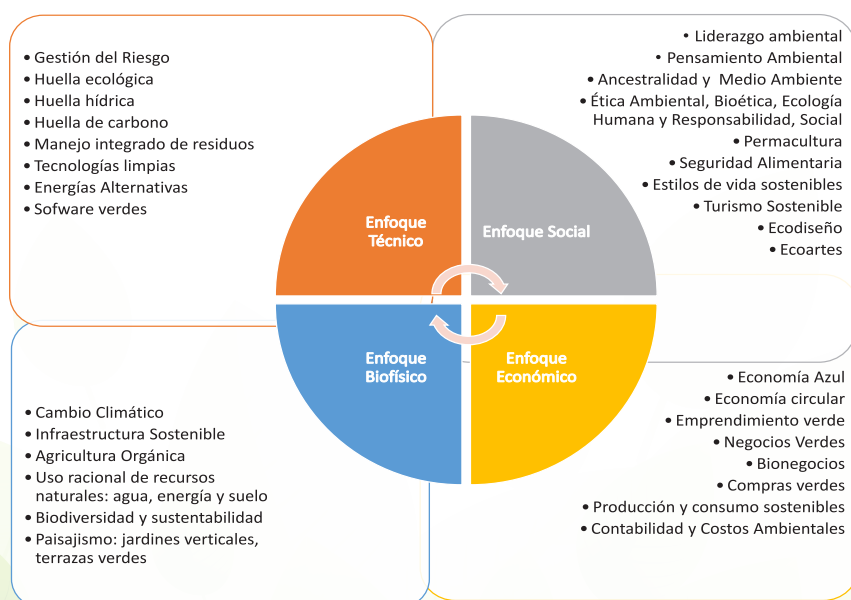 • Gestión del Riesgo
• Huella ecológica
• Huella hídrica
• Huella de carbono
• Manejo integrado de residuos
• Tecnologías limpias
• Energías Alternativas
• Sofware verdes
• Liderazgo ambiental
• Pensamiento Ambiental
• Ancestralidad y Medio Ambiente
• Ética Ambiental, Bioética, Ecología
Humana y Responsabilidad, Social
• Permacultura
• Seguridad Alimentaria
• Estilos de vida sostenibles
• Turismo Sostenible
• Ecodiseño
• Ecoartes
Enfoque
Técnico
Enfoque Social
Enfoque
Biofísico
Enfoque
Económico
• Cambio Climático
• Infraestructura Sostenible
• Agricultura Orgánica
• Uso racional de recursos
naturales: agua, energía y suelo
• Biodiversidad y sustentabilidad
• Paisajismo: jardines verticales,
terrazas verdes
• Economía Azul
• Economía circular
• Emprendimiento verde
• Negocios Verdes
• Bionegocios
• Compras verdes
• Producción y consumo sostenibles
• Contabilidad y Costos Ambientales